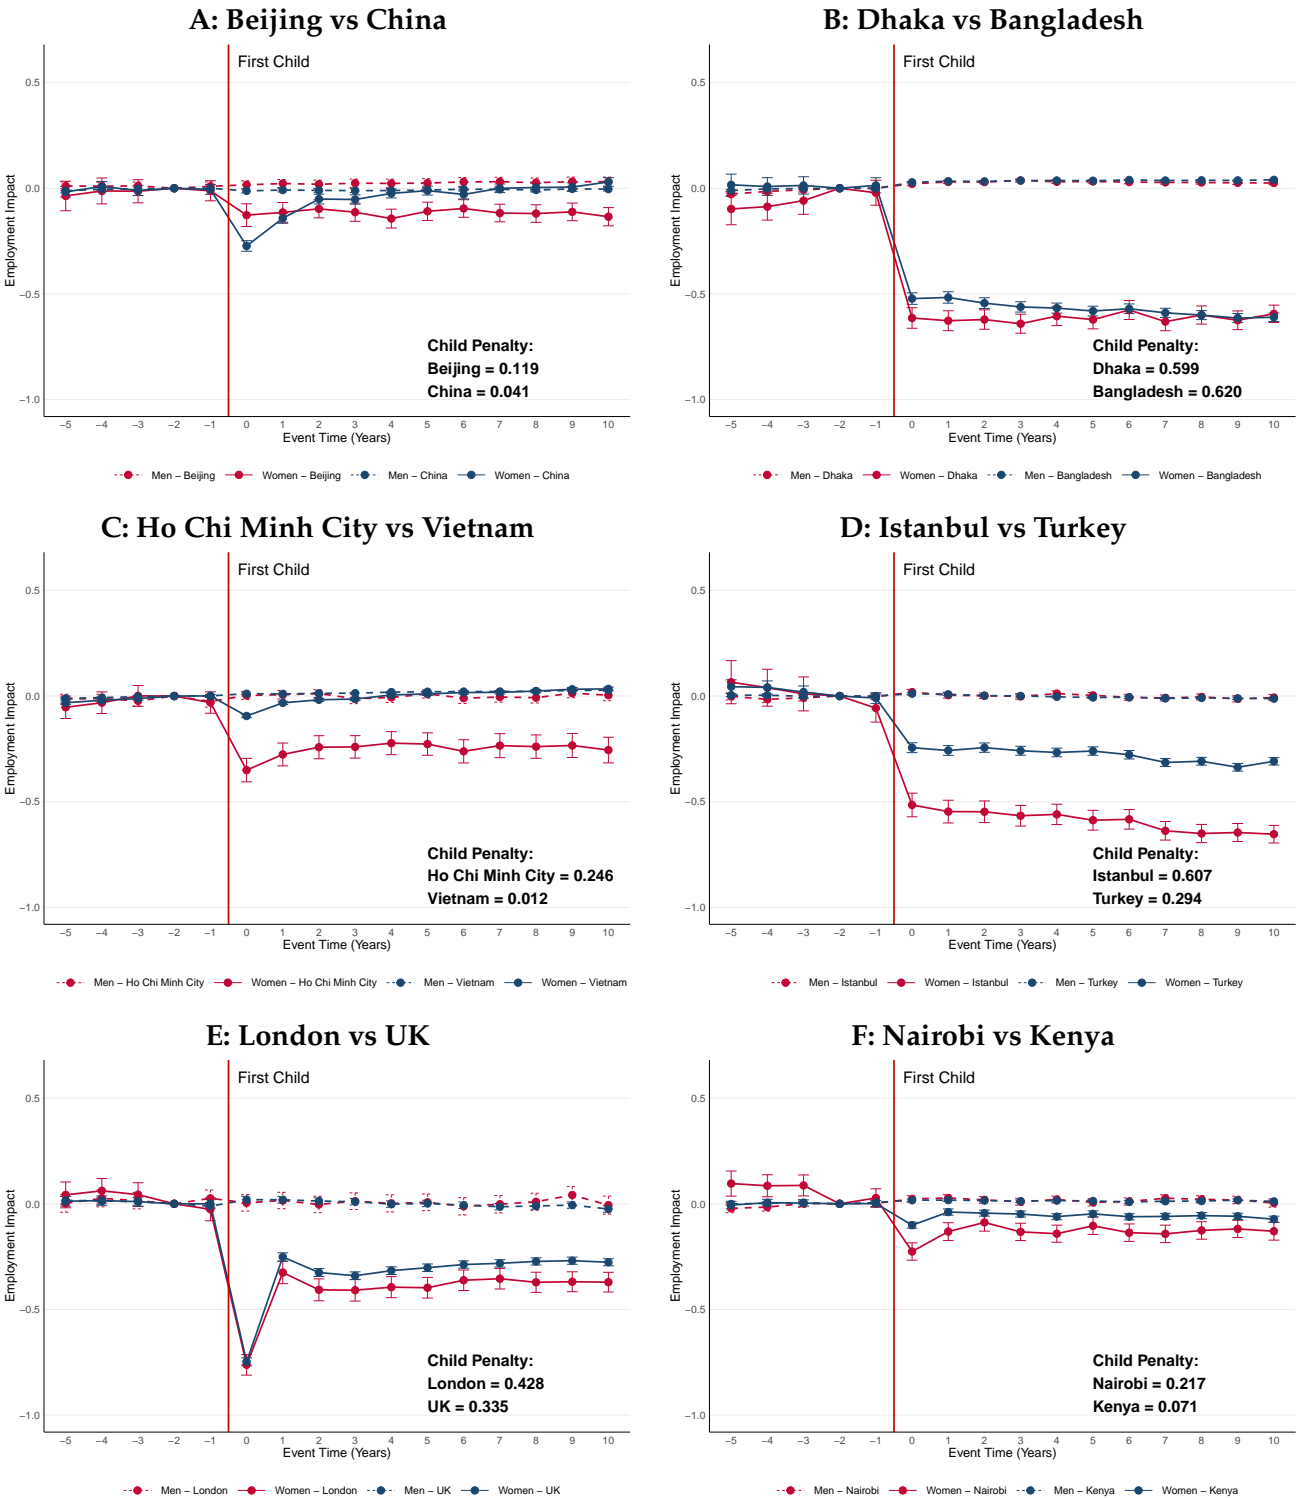 A: Beijing vs China
First Child
0.5
0.0
−0.5
−1.0
Employment Impact
Child Penalty:
Beijing = 0.119
China = 0.041
−5 −4 −3 −2 −1 0 1 2 3 4 5 6 7 8 9 10
Event Time (Years)
Men − Beijing Women − Beijing Men − China Women − China
B: Dhaka vs Bangladesh
First Child
0.5
0.0
−0.5
−1.0
Employment Impact
Child Penalty:
Dhaka = 0.599
Bangladesh = 0.620
−5 −4 −3 −2 −1 0 1 2 3 4 5 6 7 8 9 10
Event Time (Years)
Men − Dhaka Women − Dhaka Men − Bangladesh Women − Bangladesh
C: Ho Chi Minh City vs Vietnam
First Child
0.5
0.0
−0.5
−1.0
Employment Impact
Child Penalty:
Ho Chi Minh City = 0.246
Vietnam = 0.012
−5 −4 −3 −2 −1 0 1 2 3 4 5 6 7 8 9 10
Event Time (Years)
Men − Ho Chi Minh City Women − Ho Chi Minh City Men − Vietnam Women − Vietnam
D: Istanbul vs Turkey
First Child
0.5
0.0
−0.5
−1.0
Employment Impact
Child Penalty:
Istanbul = 0.607
Turkey = 0.294
−5 −4 −3 −2 −1 0 1 2 3 4 5 6 7 8 9 10
Event Time (Years)
Men − Istanbul Women − Istanbul Men − Turkey Women − Turkey
E: London vs UK
First Child
0.5
0.0
−0.5
−1.0
Employment Impact
Child Penalty:
London = 0.428
UK = 0.335
−5 −4 −3 −2 −1 0 1 2 3 4 5 6 7 8 9 10
Event Time (Years)
Men − London Women − London Men − UK Women − UK
F: Nairobi vs Kenya
First Child
0.5
0.0
−0.5
−1.0
Employment Impact
Child Penalty:
Nairobi = 0.217
Kenya = 0.071
−5 −4 −3 −2 −1 0 1 2 3 4 5 6 7 8 9 10
Event Time (Years)
Men − Nairobi Women − Nairobi Men − Kenya Women − Kenya